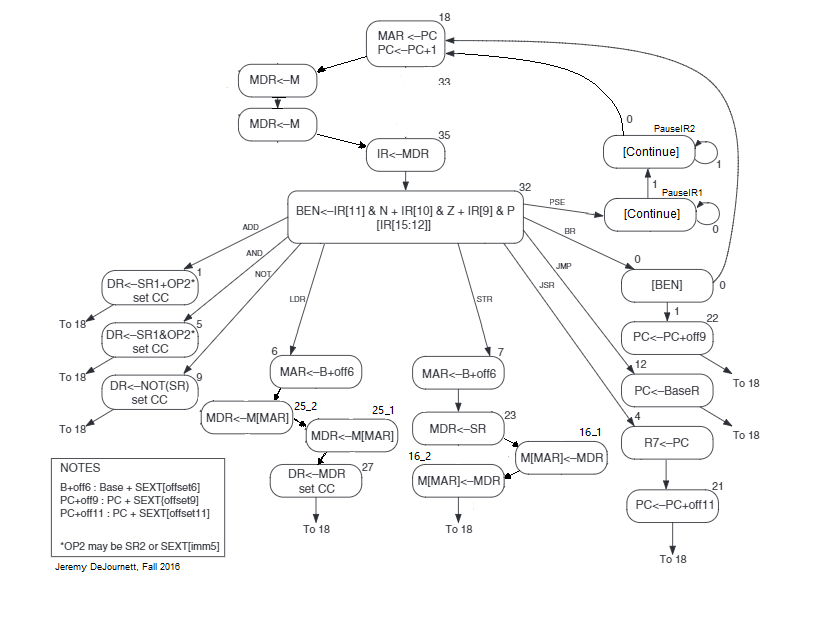 18
MAR <–PC
PC<–PC+1
33
MDR<–M
MDR<–M
35
IR<–MDR
0
PauseIR2
[Continue]
1
1
PauseIR1
[Continue]
0
32
BEN<–IR[11] & N + IR[10] & Z + IR[9] & P
[IR[15:12]]
PSE
BR
JMP
JSR
ADD
AND
NOT
LDR
STR
1
DR<–SR1+OP2*
set CC
To 18
5
DR<–SR1&OP2*
set CC
To 18
9
DR<–NOT(SR)
set CC
To 18
6
MAR<–B+off6
25_2
MDR<–M[MAR]
25_1
MDR<–M[MAR]
27
DR<–MDR
set CC
To 18
7
MAR<–B+off6
23
MDR<–SR
16_1
M[MAR]<–MDR
16_2
M[MAR]<–MDR
To 18
0
[BEN]
0
1
22
PC<–PC+off9
To 18
12
PC<–BaseR
To 18
4
R7<–PC
21
PC<–PC+off11
To 18
NOTES
B+off6 : Base + SEXT[offset6]
PC+off9 : PC + SEXT[offset9]
PC+off11 : PC + SEXT[offset11]
*OP2 may be SR2 or SEXT[imm5]
Jeremy DeJournett, Fall 2016